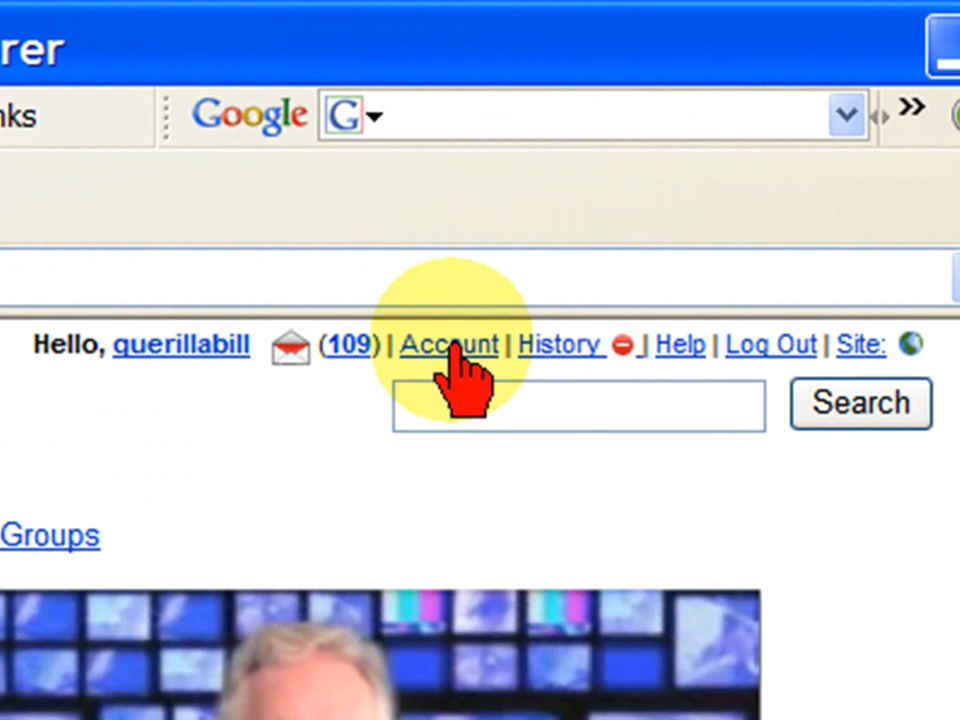 rer
nks Google G
Hello, querillabill (109) | Account | History | Help | Log Out | Site:
Search
Groups